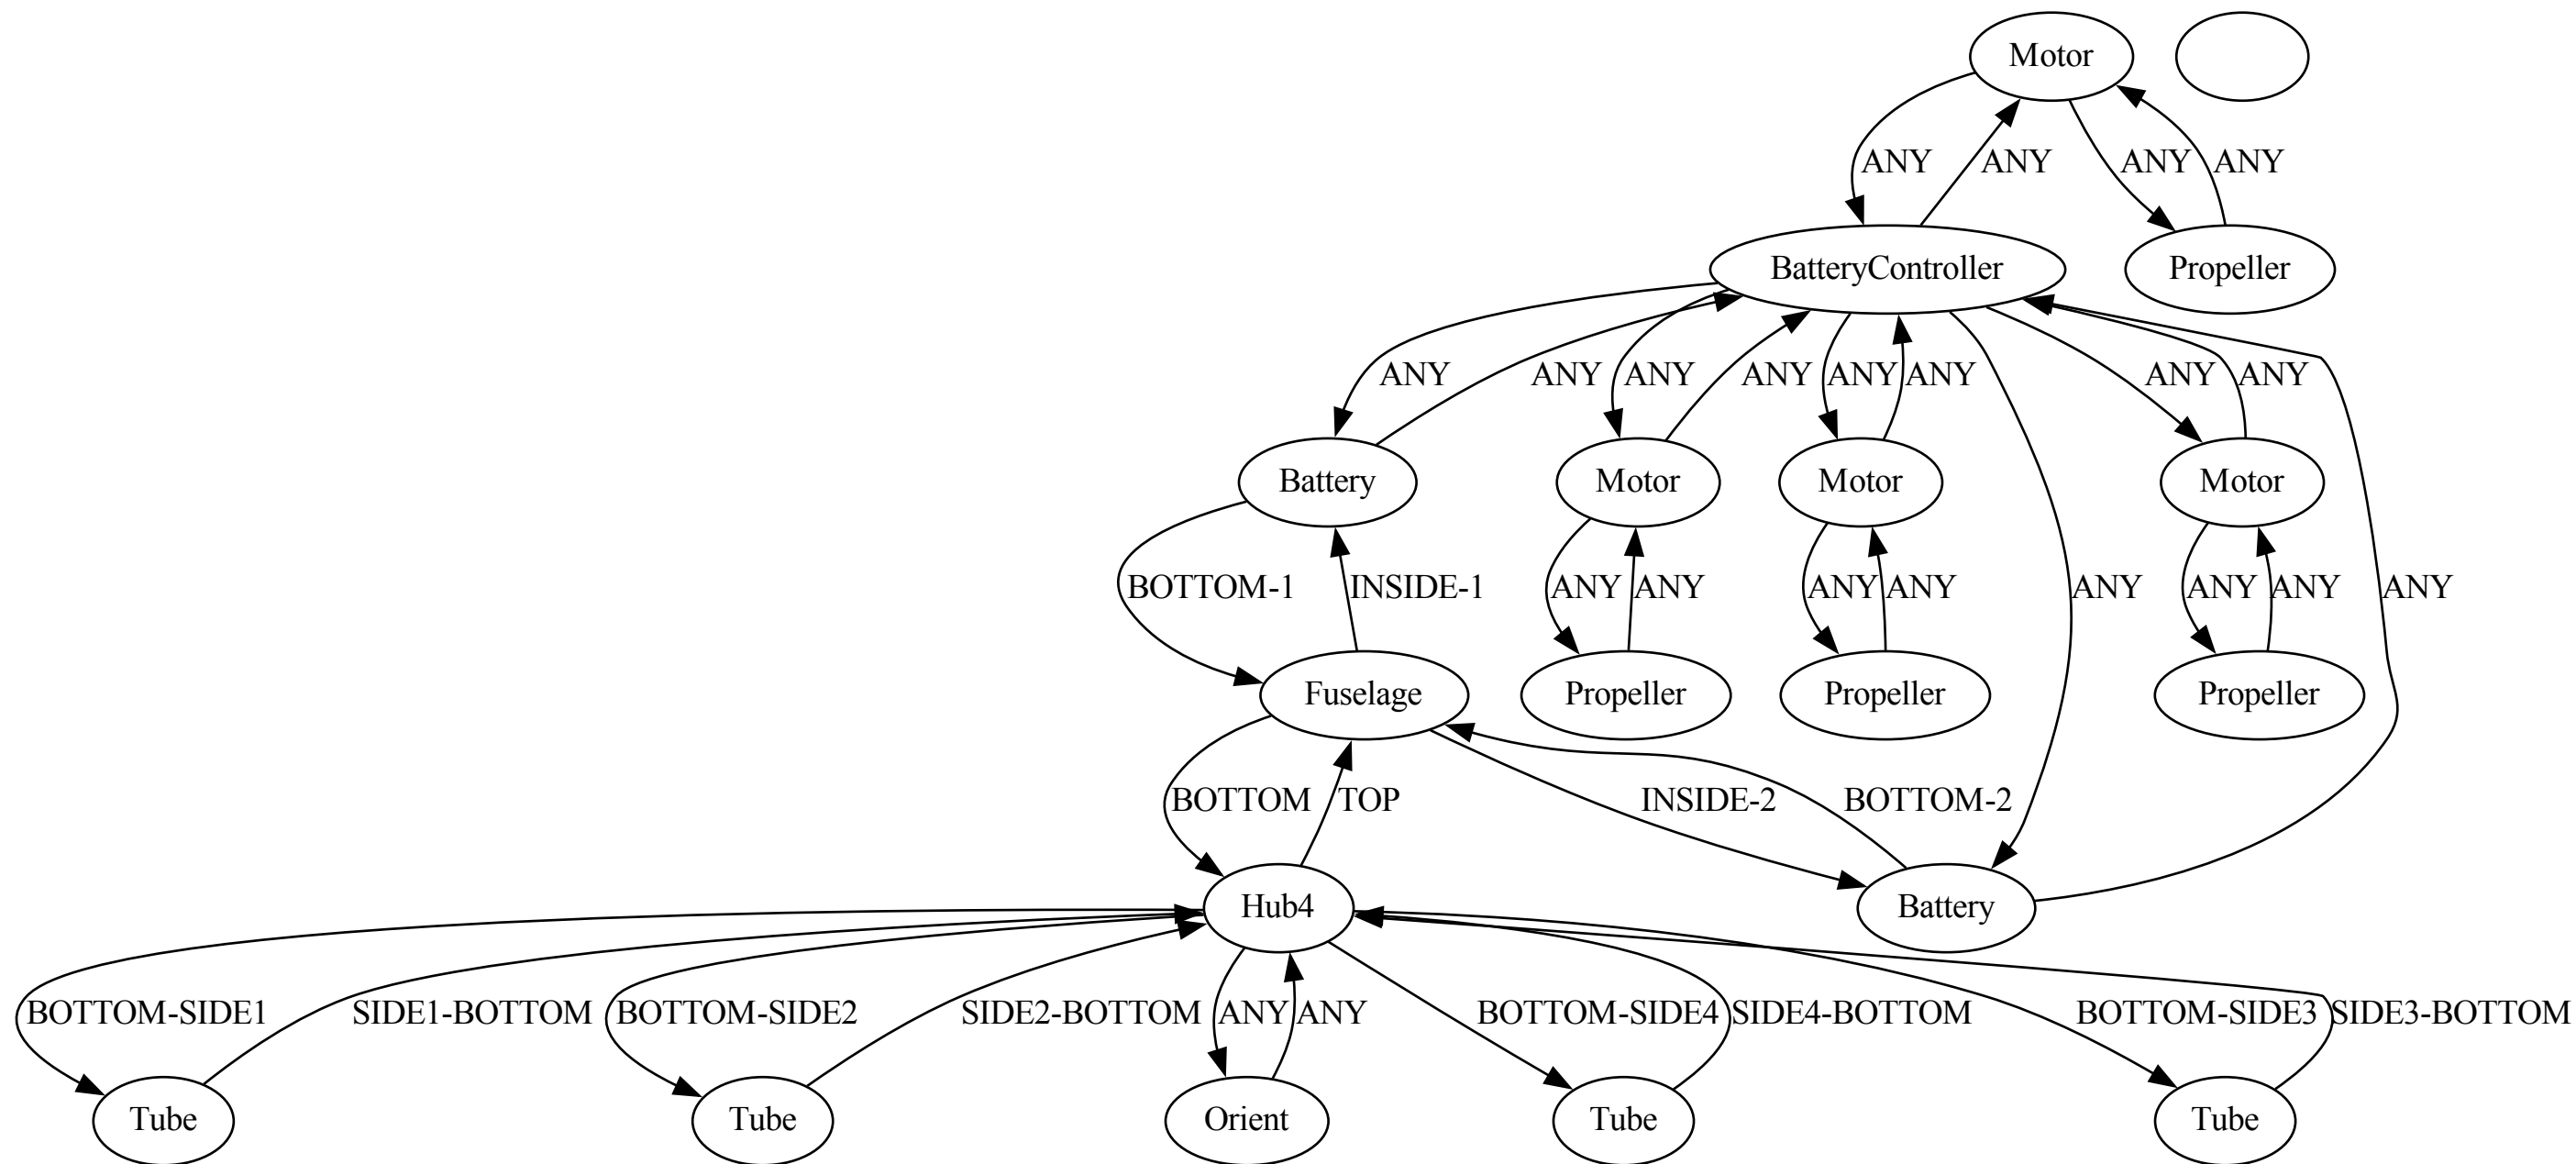 Motor
ANY
ANY
ANY
ANY
BatteryController
Propeller
ANY
ANY
ANY
ANY
ANY
ANY
ANY
ANY
Battery
Motor
Motor
Motor
BOTTOM-1
INSIDE-1
ANY
ANY
ANY
ANY
ANY
ANY
ANY
ANY
Fuselage
Propeller
Propeller
Propeller
BOTTOM
TOP
INSIDE-2
BOTTOM-2
Hub4
Battery
BOTTOM-SIDE1
SIDE1-BOTTOM
BOTTOM-SIDE2
SIDE2-BOTTOM
ANY
ANY
BOTTOM-SIDE4
SIDE4-BOTTOM
BOTTOM-SIDE3
SIDE3-BOTTOM
Tube
Tube
Orient
Tube
Tube